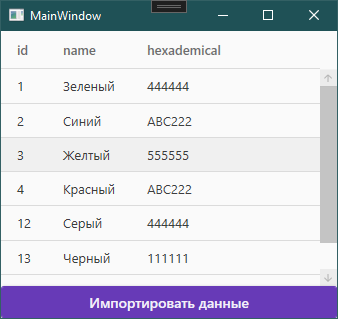 MainWindow
id name hexademical
1 Зеленый 444444
2 Синий ABC222
3 Желтый 555555
4 Красный ABC222
12 Серый 444444
13 Черный 111111
Импортировать данные